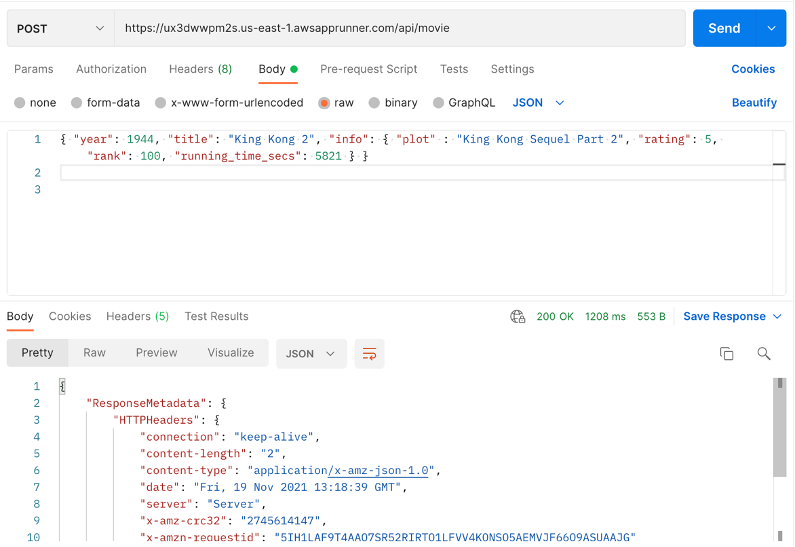 POST https://ux3dwwpm2s.us-east-1.awsapprunner.com/api/movie Send
Params Authorization Headers (8) Body Pre-request Script Tests Settings Cookies
none form-data x-www-form-urlencoded raw binary GraphQL JSON Beautify
1 { "year": 1944, "title": "King Kong 2", "info": { "plot" : "King Kong Sequel Part 2", "rating": 5,
"rank": 100, "running_time_secs": 5821 } }
2
3
Body Cookies Headers (5) Test Results 200 OK 1208 ms 553 B Save Response
Pretty Raw Preview Visualize JSON
1 {
2 "ResponseMetadata": {
3 "HTTPHeaders": {
4 "connection": "keep-alive",
5 "content-length": "2",
6 "content-type": "application/x-amz-json-1.0",
7 "date": "Fri, 19 Nov 2021 13:18:39 GMT",
8 "server": "Server",
9 "x-amz-crc32": "2745614147",
10 "x-amzn-requestid":